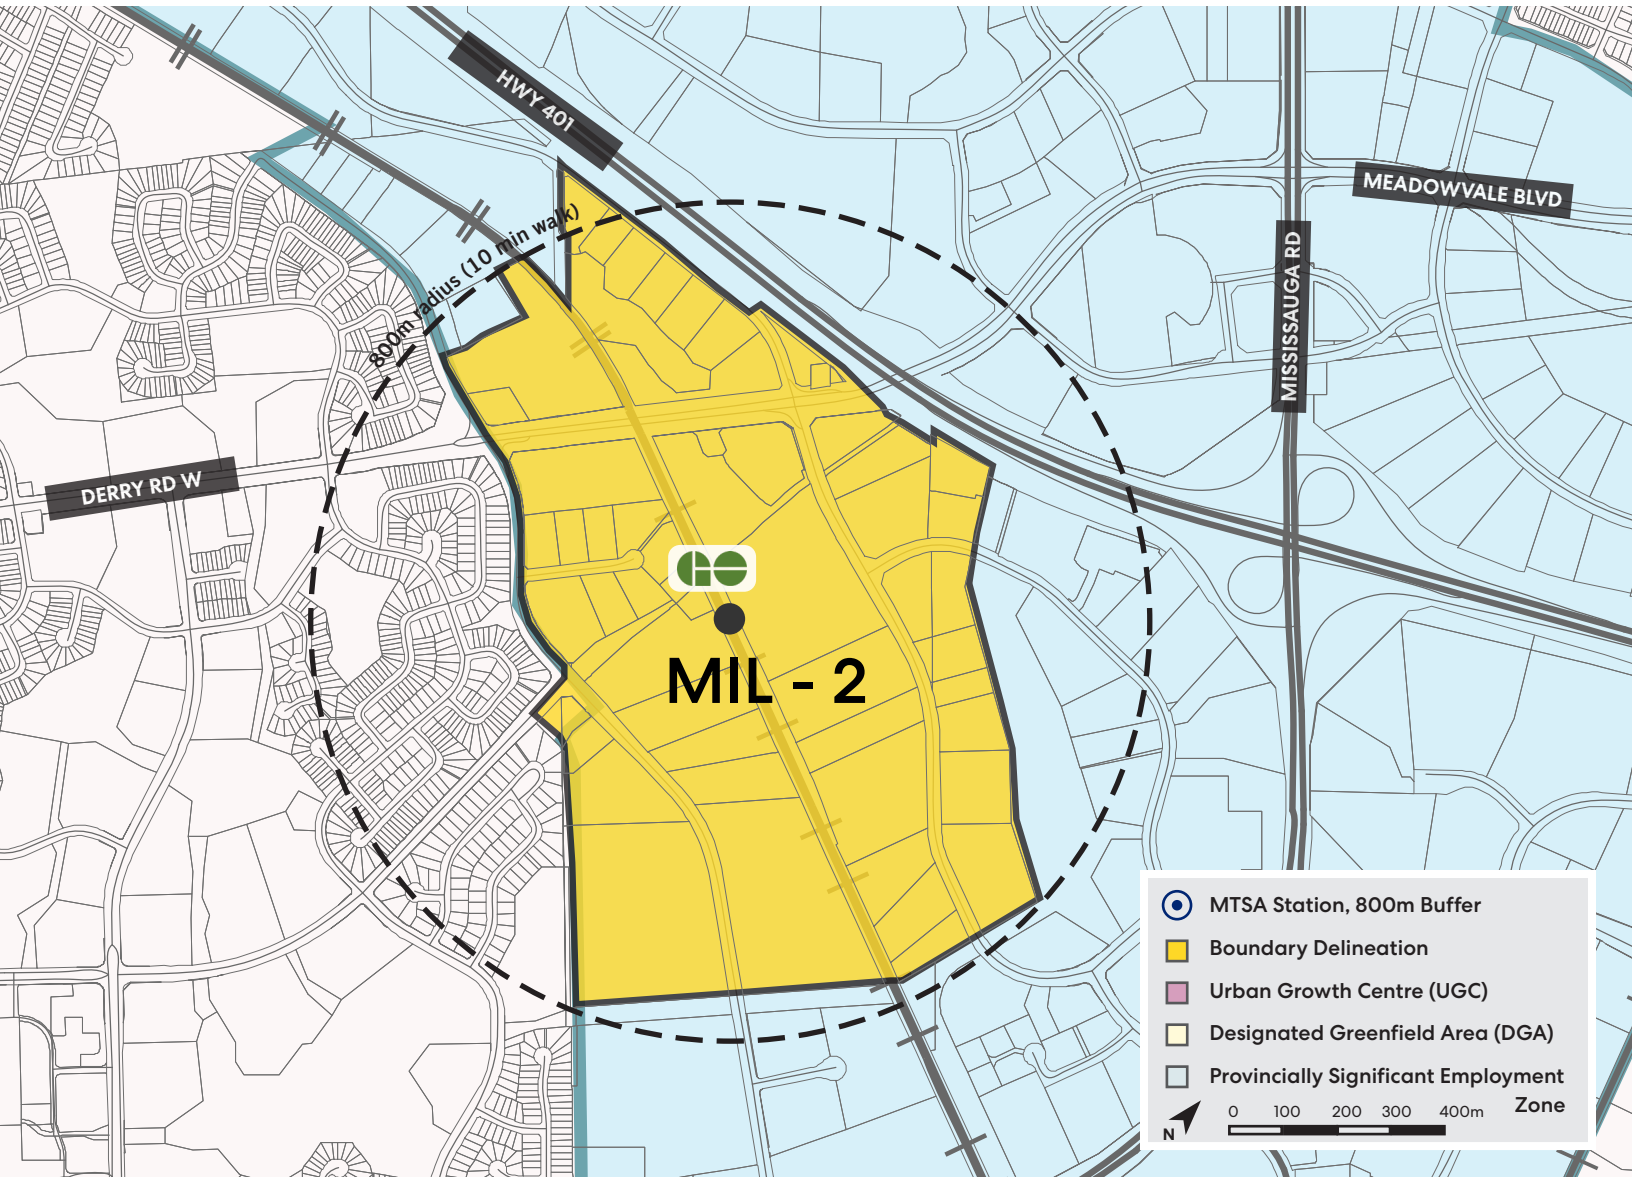 HWY 401
MEADOWVALE BLVD
800m radius (10 min walk)
MISSISSAUGA RD
DERRY RD W
GO
MIL - 2
MTSA Station, 800m Buffer
Boundary Delineation
Urban Growth Centre (UGC)
Designated Greenfield Area (DGA)
Provincially Significant Employment
Zone
0 100 200 300 400m
N